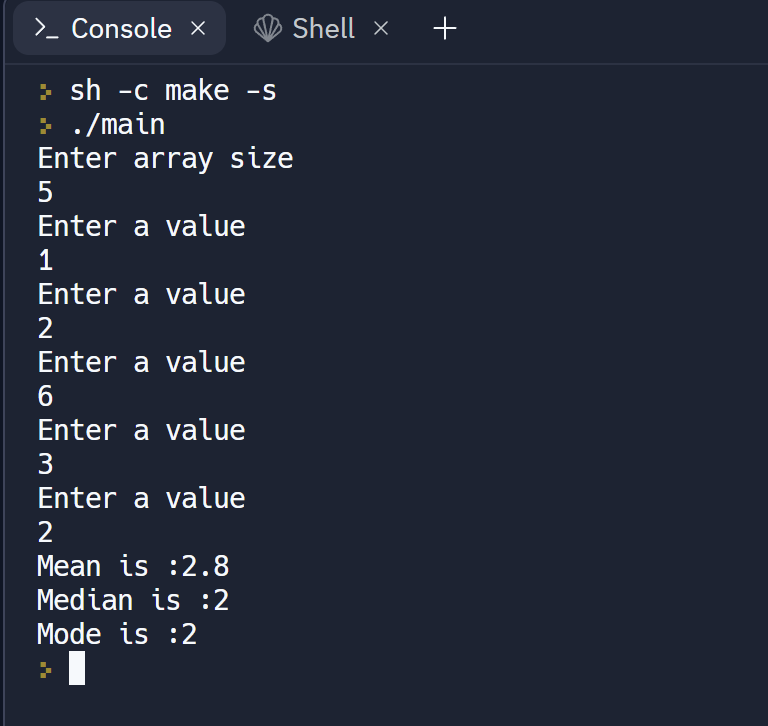 Console Shell
sh -c make -s
./main
Enter array size
5
Enter a value
1
Enter a value
2
Enter a value
6
Enter a value
3
Enter a value
2
Mean is :2.8
Median is :2
Mode is :2